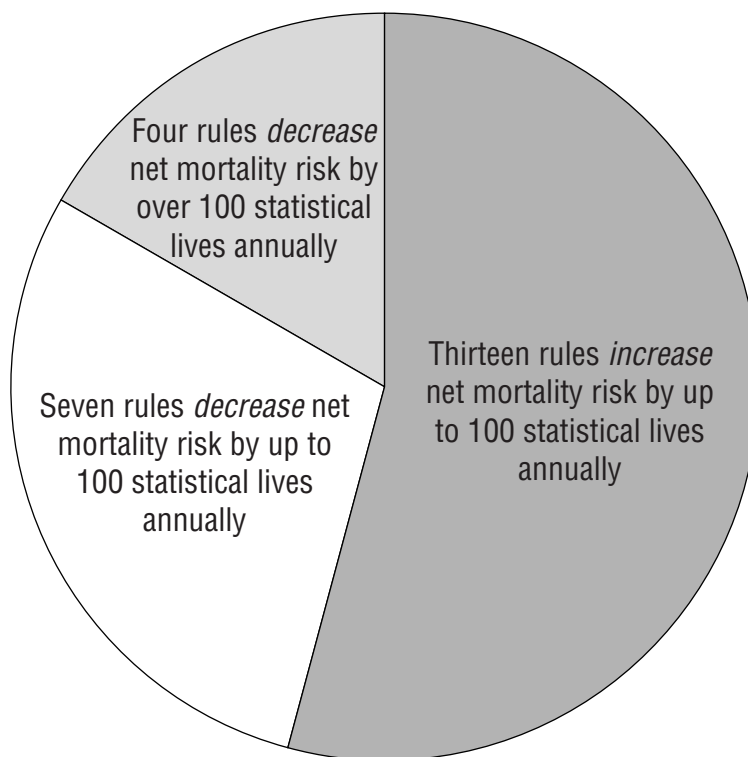 Four rules decrease
net mortality risk by
over 100 statistical
lives annually
Thirteen rules increase
net mortality risk by up
to 100 statistical lives
annually
Seven rules decrease net
mortality risk by up to
100 statistical lives
annually